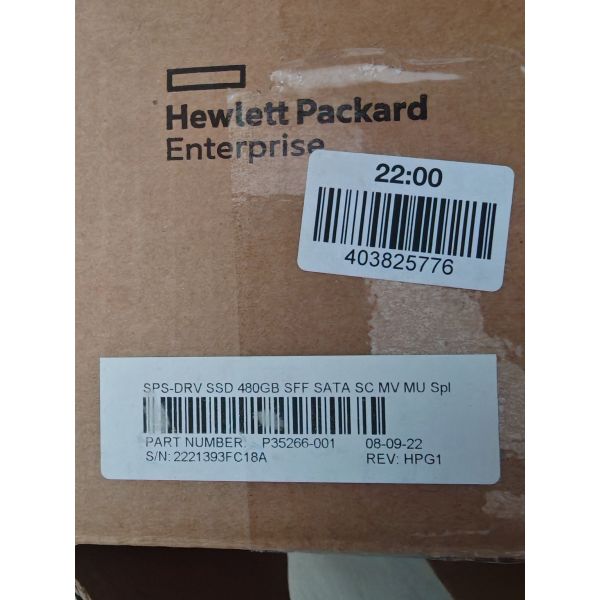 Hewlett Packard
Enterprise
22:00
403825776
SPS-DRV SSD 480GB SFF SATA SC MV MU Spl
PART NUMBER: P35266-001 08-09-22
S/N: 2221393FC18A REV: HPG1